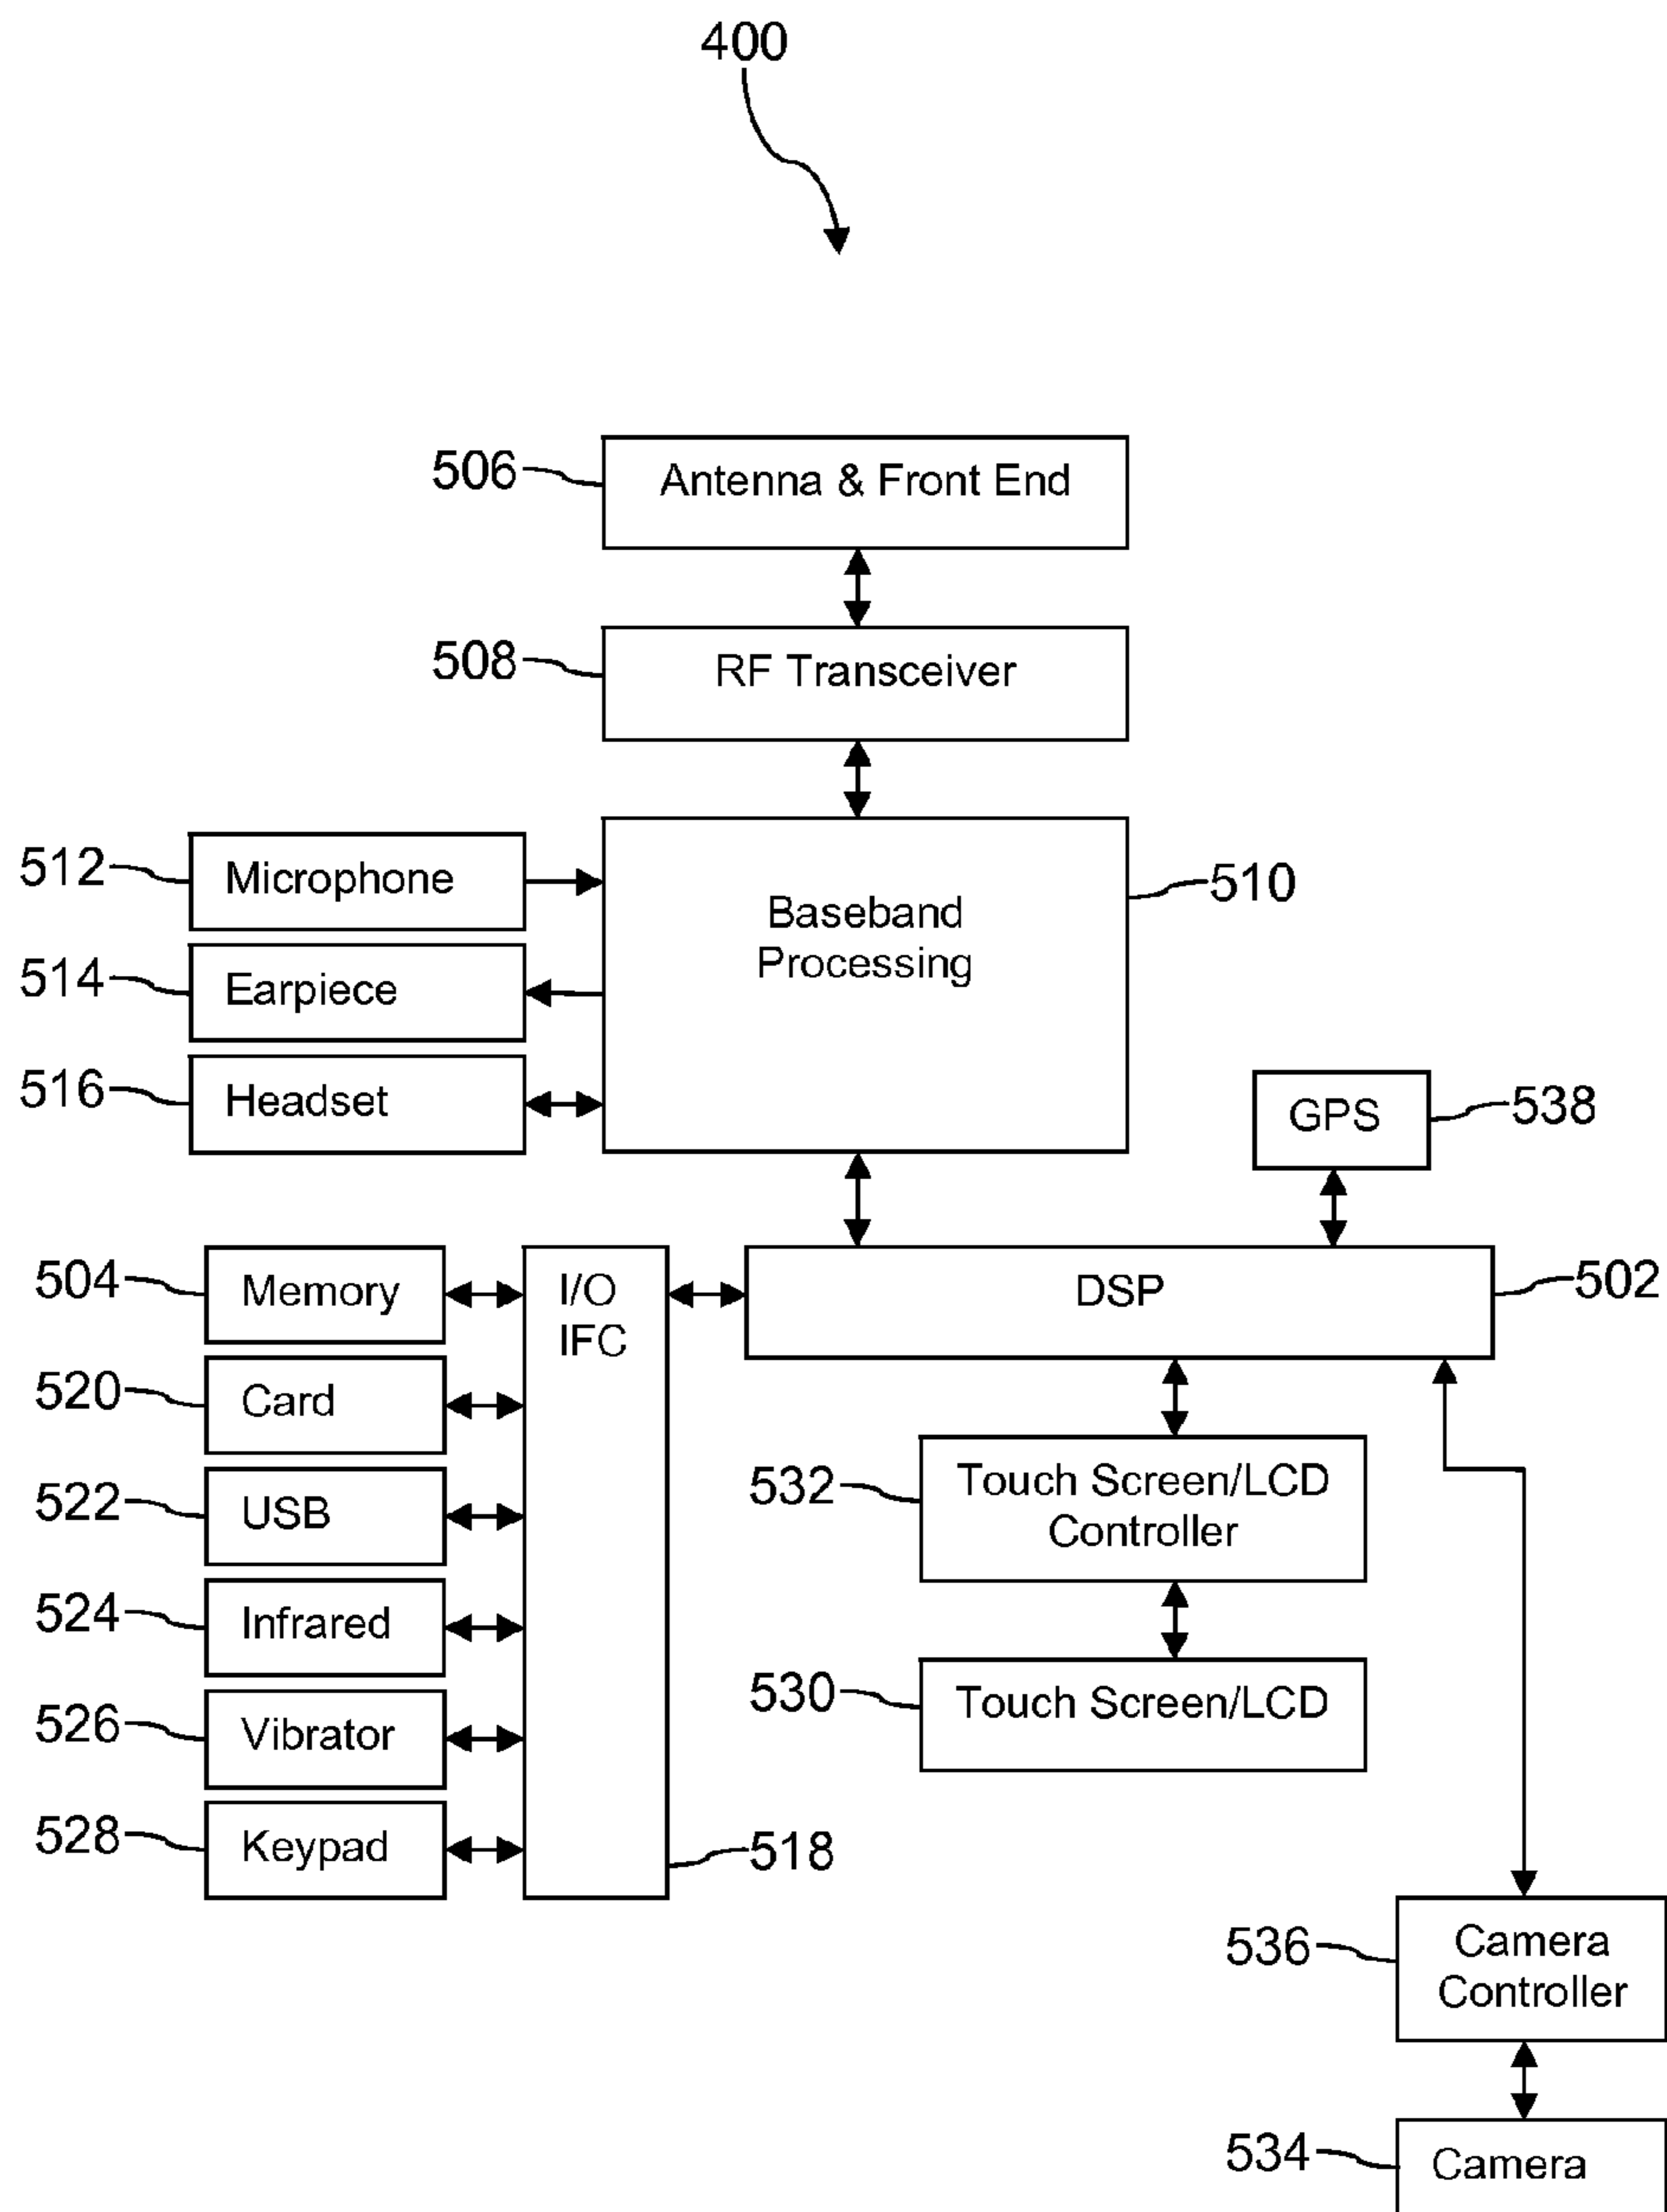 400
506
Antenna & Front End
508
RF Transceiver
512
Microphone
Baseband
Processing
510
514
Earpiece
516
Headset
GPS
538
504
Memory
I/O
IFC
DSP
502
520
Card
522
USB
532
Touch Screen/LCD
Controller
524
Infrared
530
Touch Screen/LCD
526
Vibrator
528
Keypad
518
536
Camera
Controller
534
Camera